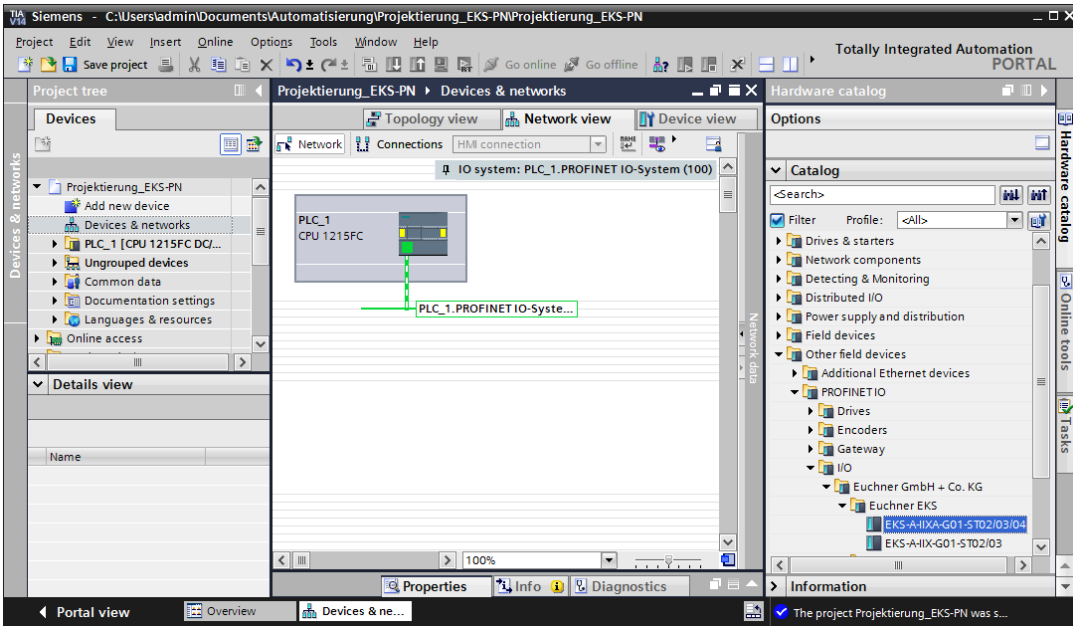 TIA V14 Siemens - C:\Users\admin\Documents\Automatisierung\Projektierung_EKS-PN\Projektierung_EKS-PN
Project Edit View Insert Online Options Tools Window Help
Totally Integrated Automation
PORTAL
Save project Go online Go offline
Project tree
Devices
Devices & networks
Projektierung_EKS-PN
Add new device
Devices & networks
PLC_1 [CPU 1215FC DC/...
Ungrouped devices
Common data
Documentation settings
Languages & resources
Online access
Details view
Name
Projektierung_EKS-PN Devices & networks
Topology view Network view Device view
Network Connections HMI connection
IO system: PLC_1.PROFINET IO-System (100)
PLC_1
CPU 1215FC
PLC_1.PROFINET IO-Syste...
Network data
100%
Properties Info Diagnostics
Hardware catalog
Options
Catalog
<Search>
Filter Profile: <All>
Drives & starters
Network components
Detecting & Monitoring
Distributed I/O
Power supply and distribution
Field devices
Other field devices
Additional Ethernet devices
PROFINET IO
Drives
Encoders
Gateway
I/O
Euchner GmbH + Co. KG
Euchner EKS
EKS-A-IIXA-G01-ST02/03/04
EKS-A-IIX-G01-ST02/03
Information
Hardware catalog
Online tools
Tasks
Portal view Overview Devices & ne...
The project Projektierung_EKS-PN was s...